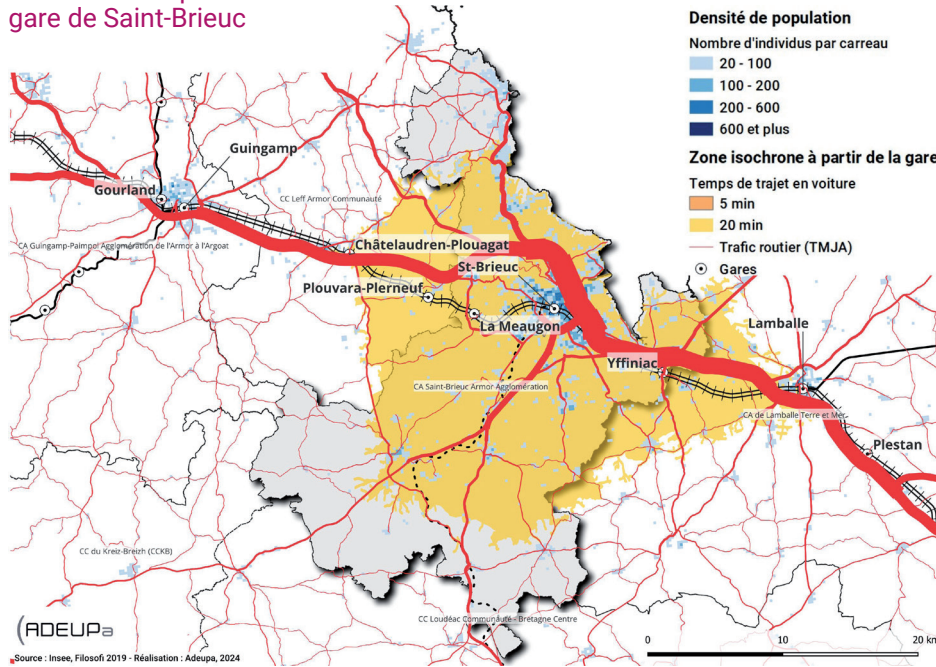 gare de Saint-Brieuc
Densité de population
Nombre d'individus par carreau
20 - 100
100 - 200
200 - 600
600 et plus
Zone isochrone à partir de la gare
Temps de trajet en voiture
5 min
20 min
Trafic routier (TMJA)
Gares
Guingamp
Gourland
CC Leff Armor Communauté
CA Guingamp-Paimpol Agglomération de l'Armor à l'Argoat
Châtelaudren-Plouagat
St-Brieuc
Plouvara-Plerneuf
La Meaugon
Lamballe
Yffiniac
CA Saint-Brieuc Armor Agglomération
CA de Lamballe Terre et Mer
Plestan
CC du Kreiz-Breizh (CCKB)
CC Loudéac Communauté - Bretagne Centre
ADEUPa
0 10 20 km
Source : Insee, Filosofi 2019 - Réalisation : Adeupa, 2024